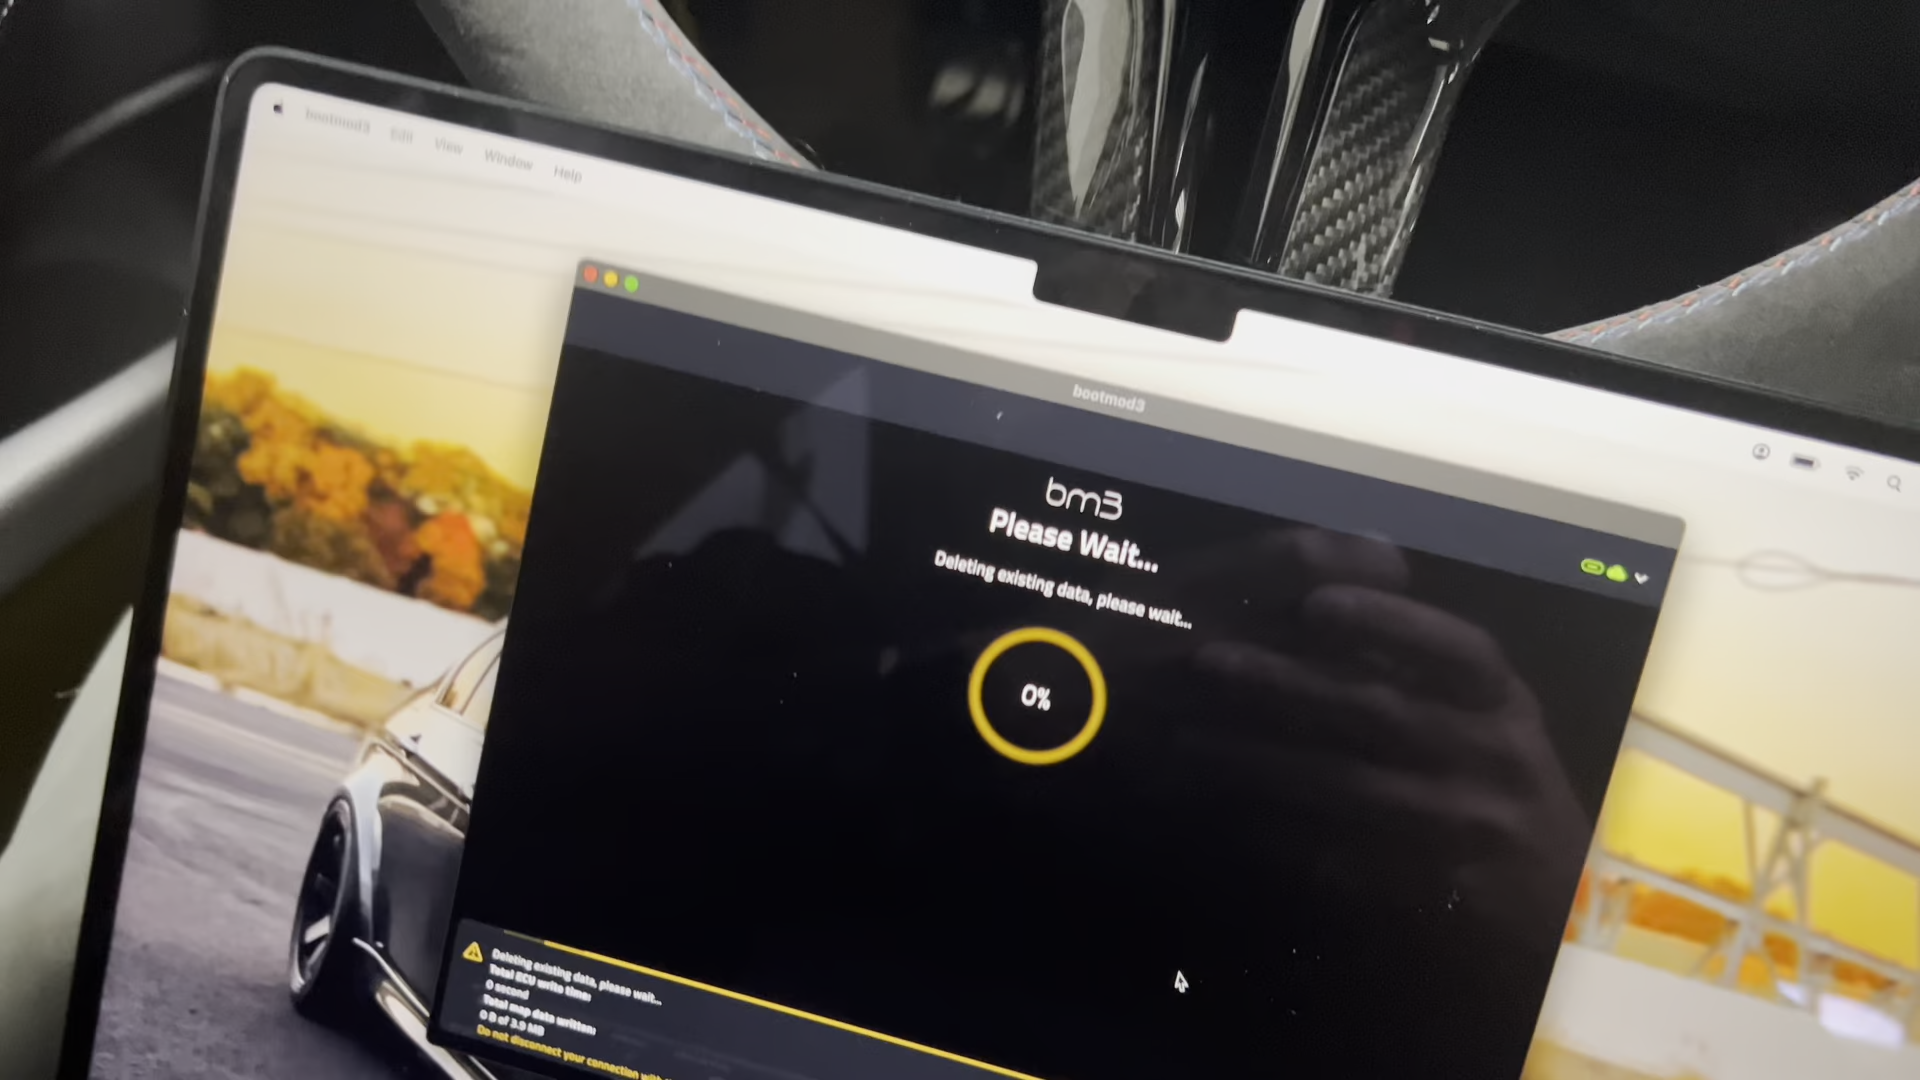 bootmod3 Edit View Window Help
bootmod3
bm3
Please Wait...
Deleting existing data, please wait...
0%
Deleting existing data, please wait...
Total ECU write time:
0 second
Total map data written:
0 B of 3.9 MB
Do not disconnect your connection with